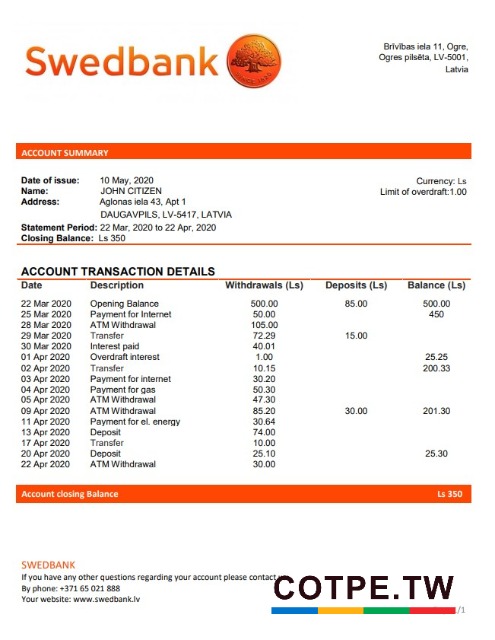 Swedbank
Brīvības iela 11, Ogre,
Ogres pilsēta, LV-5001,
Latvia
ACCOUNT SUMMARY
Date of issue: 10 May, 2020
Currency: Ls
Name: JOHN CITIZEN
Limit of overdraft:1.00
Address: Aglonas iela 43, Apt 1
DAUGAVPILS, LV-5417, LATVIA
Statement Period: 22 Mar, 2020 to 22 Apr, 2020
Closing Balance: Ls 350
ACCOUNT TRANSACTION DETAILS
Date Description Withdrawals (Ls) Deposits (Ls) Balance (Ls)
22 Mar 2020 Opening Balance 500.00 85.00 500.00
25 Mar 2020 Payment for Internet 50.00 450
28 Mar 2020 ATM Withdrawal 105.00
29 Mar 2020 Transfer 72.29 15.00
30 Mar 2020 Interest paid 40.01
01 Apr 2020 Overdraft interest 1.00 25.25
02 Apr 2020 Transfer 10.15 200.33
03 Apr 2020 Payment for internet 30.20
04 Apr 2020 Payment for gas 50.30
05 Apr 2020 ATM Withdrawal 47.30
09 Apr 2020 ATM Withdrawal 85.20 30.00 201.30
11 Apr 2020 Payment for el. energy 30.64
13 Apr 2020 Deposit 74.00
17 Apr 2020 Transfer 10.00
20 Apr 2020 Deposit 25.10 25.30
22 Apr 2020 ATM Withdrawal 30.00
Account closing Balance Ls 350
SWEDBANK
If you have any other questions regarding your account please contact
By phone: +371 65 021 888
Your website: www.swedbank.lv
COTPE.TW
/1